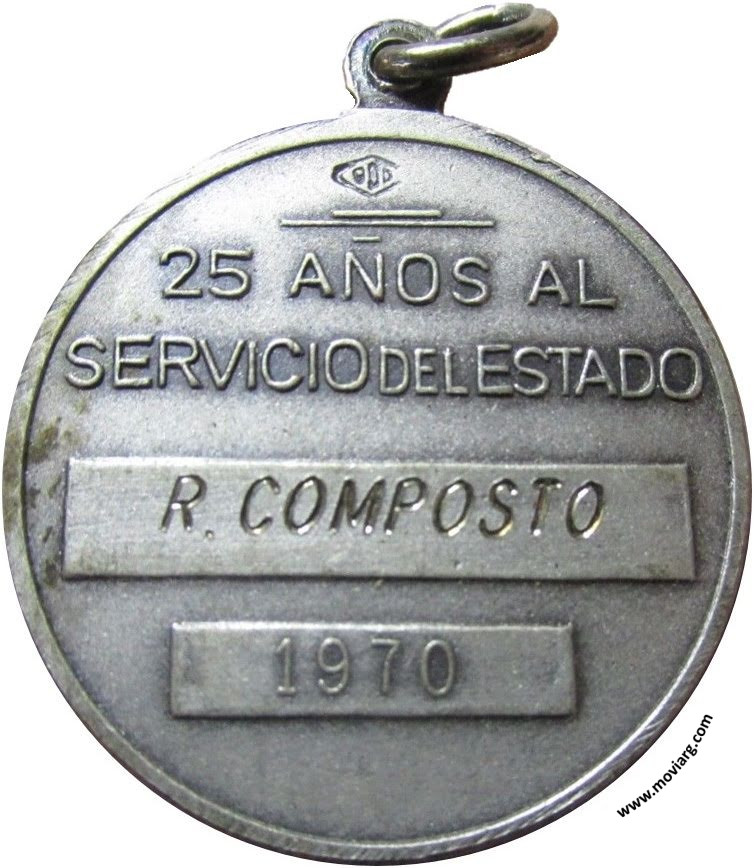 25 AÑOS AL
SERVICIO DEL ESTADO
R. COMPOSTO
1970
www.moviarg.com